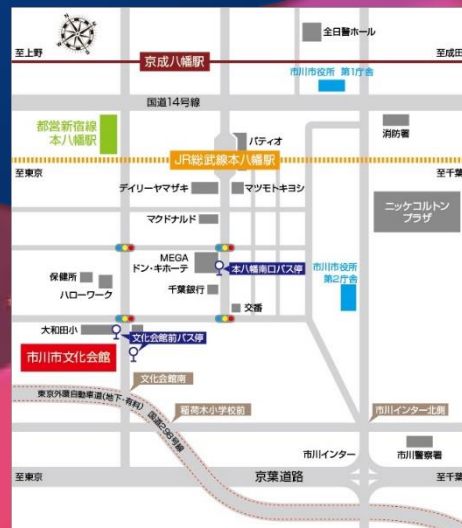 全日警ホール
至上野
京成八幡駅
至成田
市川市役所 第1庁舎
国道14号線
都営新宿線
本八幡駅
パティオ
消防署
JR総武線本八幡駅
至東京
至千葉
デイリーヤマザキ
マツモトキヨシ
マクドナルド
ニッケコルトン
プラザ
MEGA
ドン・キホーテ
本八幡南口バス停
市川市役所
第2庁舎
保健所
ハローワーク
千葉銀行
交番
大和田小
文化会館前バス停
市川市文化会館
文化会館南
東京外環自動車道(地下・有料)
国道298号線
稲荷木小学校前
市川インター北側
市川インター
市川警察署
至東京
京葉道路
至千葉